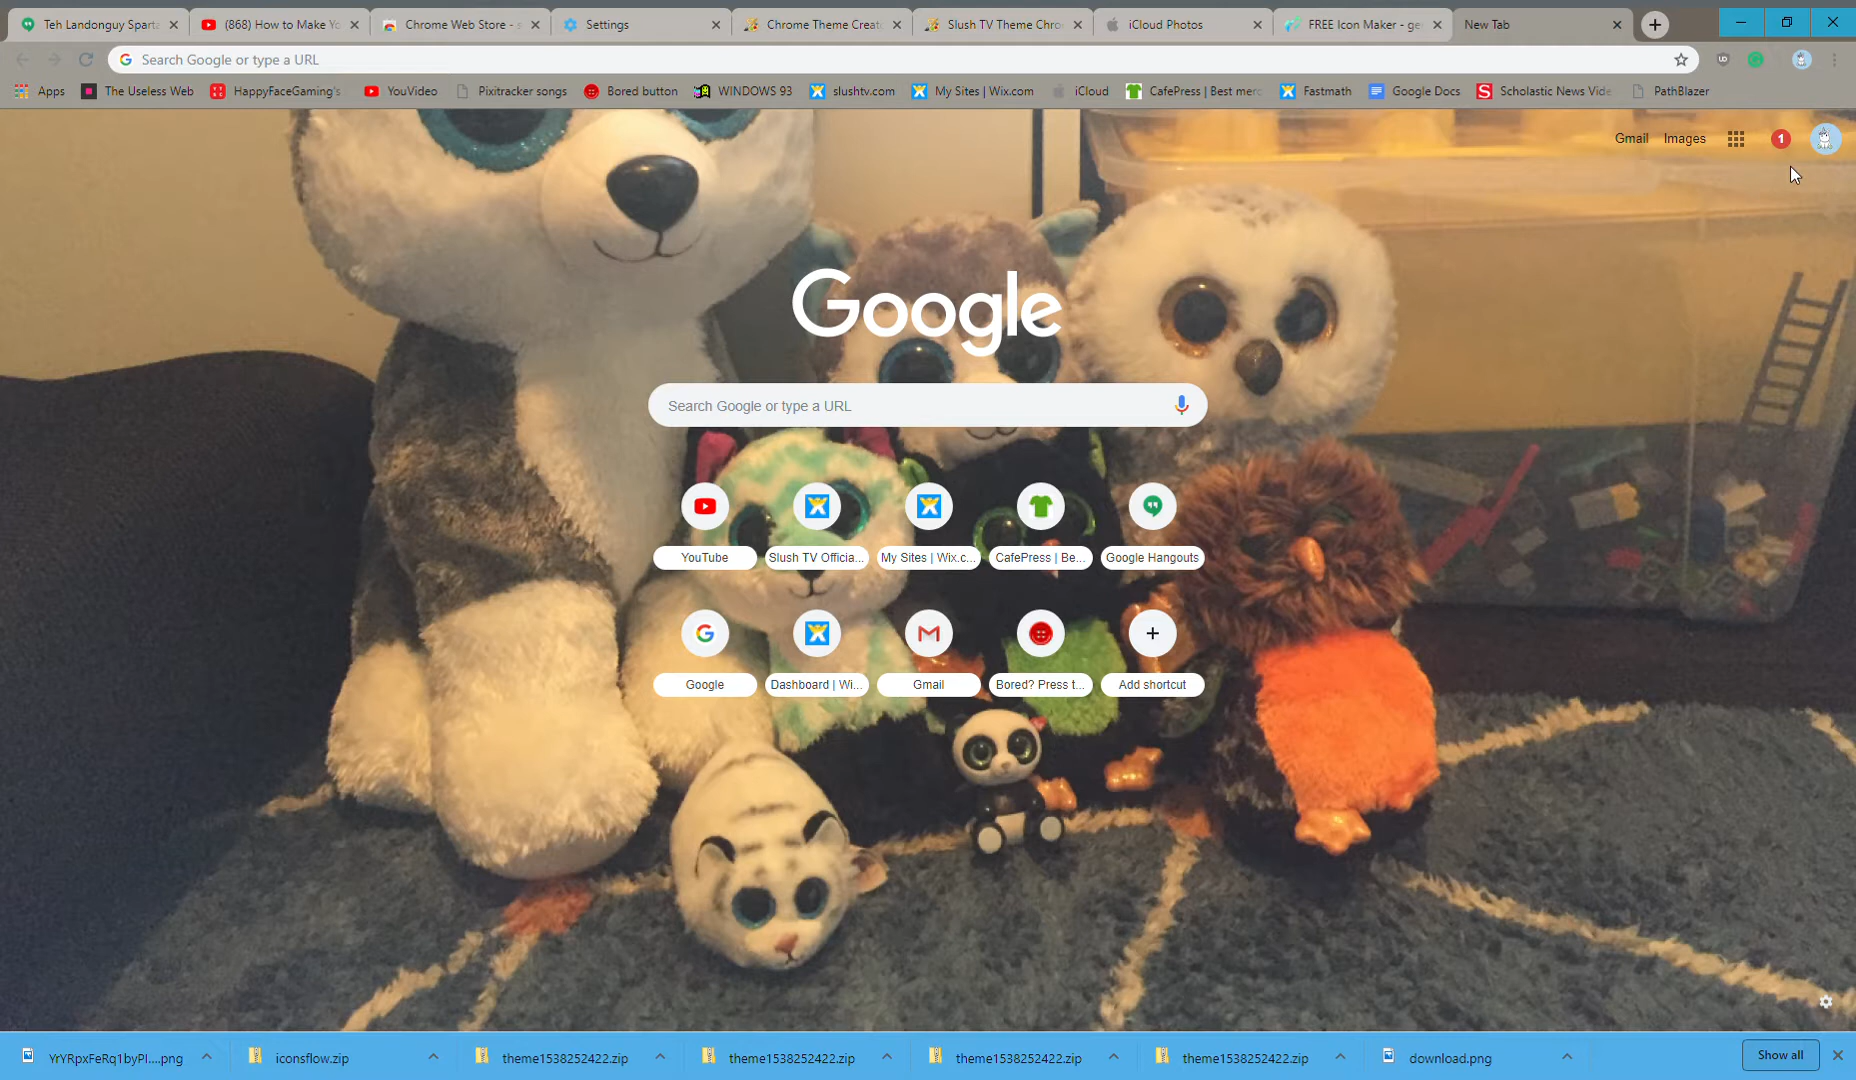 Teh Landonguy Sparta
(868) How to Make Yo
Chrome Web Store - s
Settings
Chrome Theme Creato
Slush TV Theme Chro
iCloud Photos
FREE Icon Maker - ge
New Tab
Search Google or type a URL
Apps
The Useless Web
HappyFaceGaming's
YouVideo
Pixitracker songs
Bored button
WINDOWS 93
slushtv.com
My Sites | Wix.com
iCloud
CafePress | Best merc
Fastmath
Google Docs
Scholastic News Vide
PathBlazer
Gmail
Images
1
Google
Search Google or type a URL
YouTube
Slush TV Officia...
My Sites | Wix.c...
CafePress | Be...
Google Hangouts
Google
Dashboard | Wi...
Gmail
Bored? Press t...
Add shortcut
YrYRpxFeRq1byPI....png
iconsflow.zip
theme1538252422.zip
theme1538252422.zip
theme1538252422.zip
theme1538252422.zip
download.png
Show all